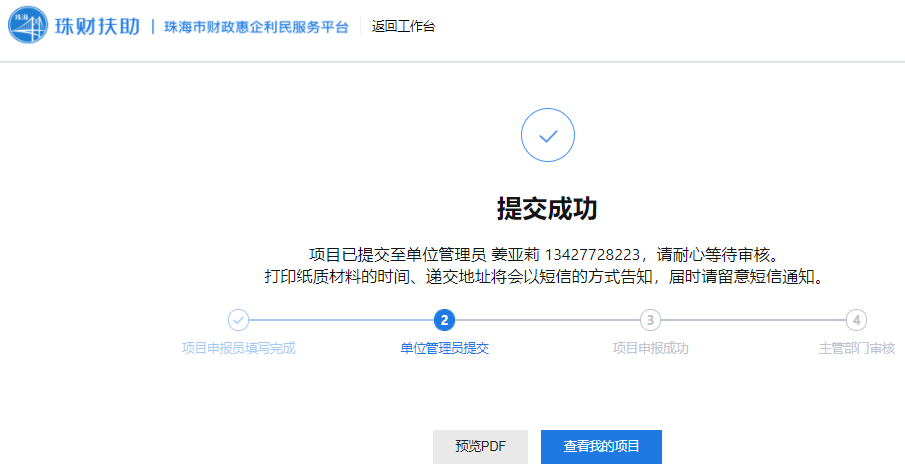 珠海 珠财扶助 | 珠海市财政惠企利民服务平台 返回工作台
提交成功
项目已提交至单位管理员 姜亚莉 13427728223，请耐心等待审核。
打印纸质材料的时间、递交地址将会以短信的方式告知，届时请留意短信通知。
2 3 4
项目申报员填写完成 单位管理员提交 项目申报成功 主管部门审核
预览PDF 查看我的项目